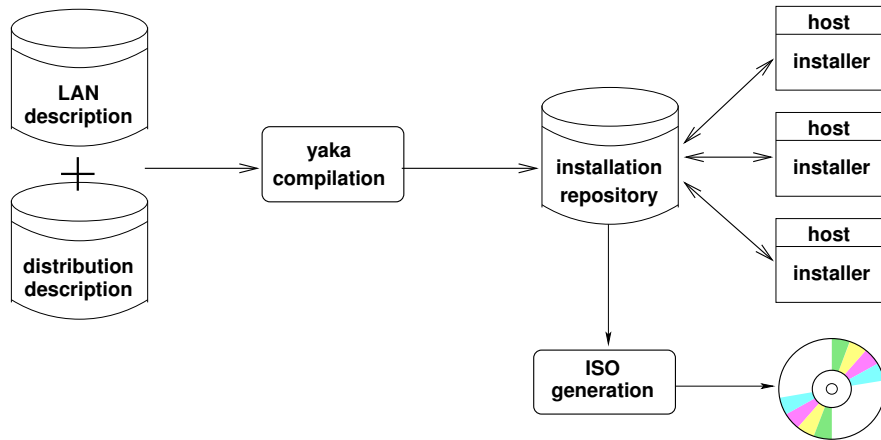 LAN
description
+
distribution
description
yaka
compilation
installation
repository
host
installer
host
installer
host
installer
ISO
generation